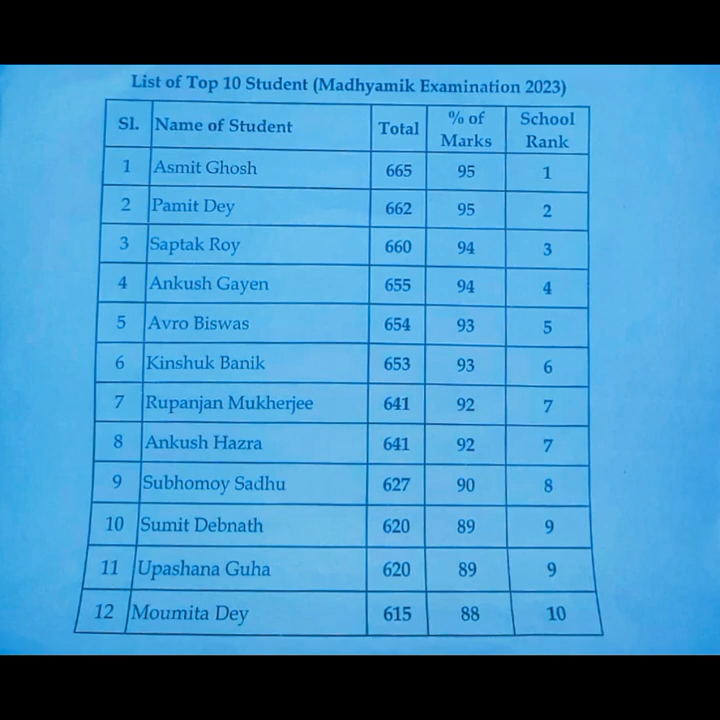 List of Top 10 Student (Madhyamik Examination 2023)
Sl. Name of Student Total % of Marks School Rank
1 Asmit Ghosh 665 95 1
2 Pamit Dey 662 95 2
3 Saptak Roy 660 94 3
4 Ankush Gayen 655 94 4
5 Avro Biswas 654 93 5
6 Kinshuk Banik 653 93 6
7 Rupanjan Mukherjee 641 92 7
8 Ankush Hazra 641 92 7
9 Subhomoy Sadhu 627 90 8
10 Sumit Debnath 620 89 9
11 Upashana Guha 620 89 9
12 Moumita Dey 615 88 10